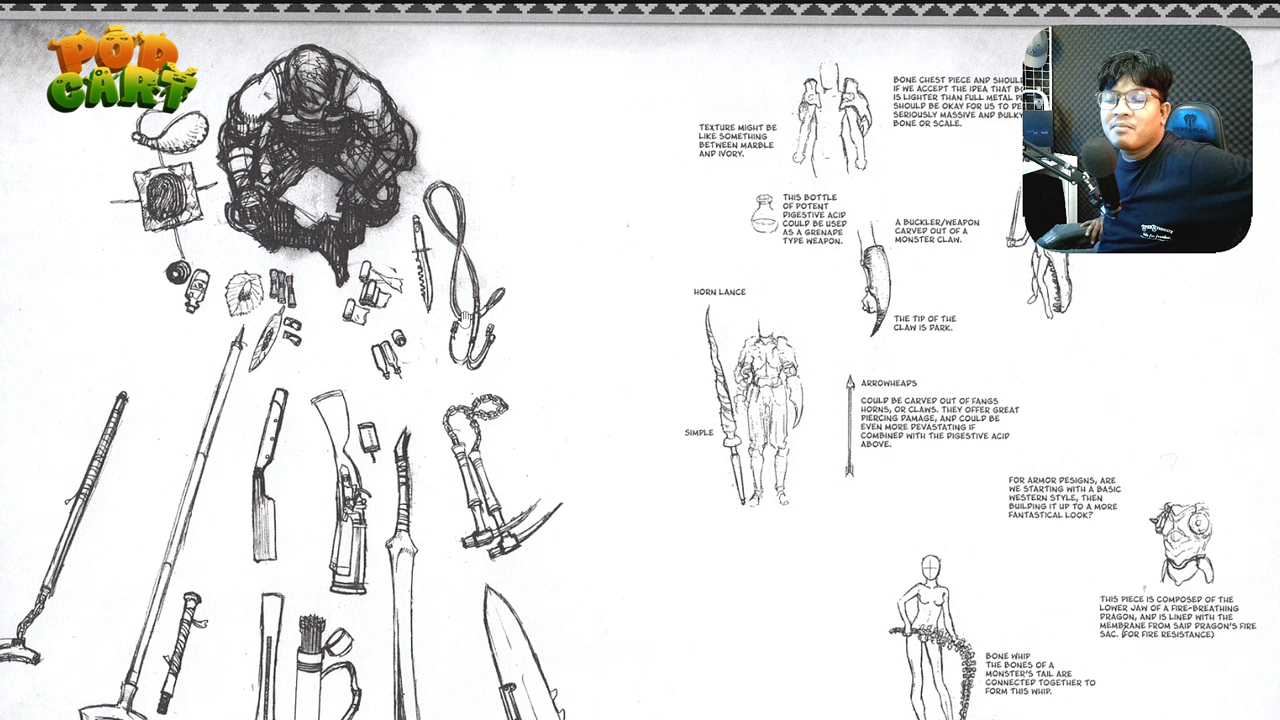 POD
CART
BONE CHEST PIECE AND SHOUL
IF WE ACCEPT THE IDEA THAT BO
IS LIGHTER THAN FULL METAL
SHOULD BE OKAY FOR US TO
SERIOUSLY MASSIVE AND BULKY
BONE OR SCALE.
TEXTURE MIGHT BE
LIKE SOMETHING
BETWEEN MARBLE
AND IVORY.
THIS BOTTLE
OF POTENT
DIGESTIVE ACID
COULD BE USED
AS A GRENADE
TYPE WEAPON.
A BUCKLER/WEAPON
CARVED OUT OF A
MONSTER CLAW.
HORN LANCE
THE TIP OF THE
CLAW IS DARK.
SIMPLE
ARROWHEADS
COULD BE CARVED OUT OF FANGS
HORNS, OR CLAWS. THEY OFFER GREAT
PIERCING DAMAGE, AND COULD BE
EVEN MORE DEVASTATING IF
COMBINED WITH THE DIGESTIVE ACID
ABOVE.
FOR ARMOR DESIGNS, ARE
WE STARTING WITH A BASIC
WESTERN STYLE, THEN
BUILDING IT UP TO A MORE
FANTASTICAL LOOK?
THIS PIECE IS COMPOSED OF THE
LOWER JAW OF A FIRE-BREATHING
DRAGON, AND IS LINED WITH THE
MEMBRANE FROM SAID DRAGON'S FIRE
SAC. (FOR FIRE RESISTANCE)
BONE WHIP
THE BONES OF A
MONSTER'S TAIL ARE
CONNECTED TOGETHER TO
FORM THIS WHIP.